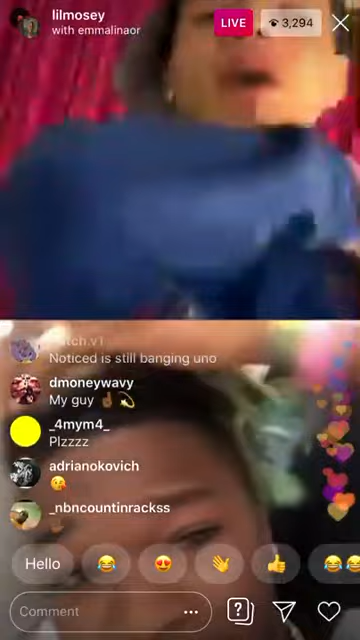 lilmosey
with emmalinaor
LIVE
3,294
Noticed is still banging uno
dmoneywavy
My guy ☝🏾💫
_4mym4_
Plzzzz
adrianokovich
😘
_nbncountinrackss
Hello
😂 😍 👋 👍 😂😂
Comment